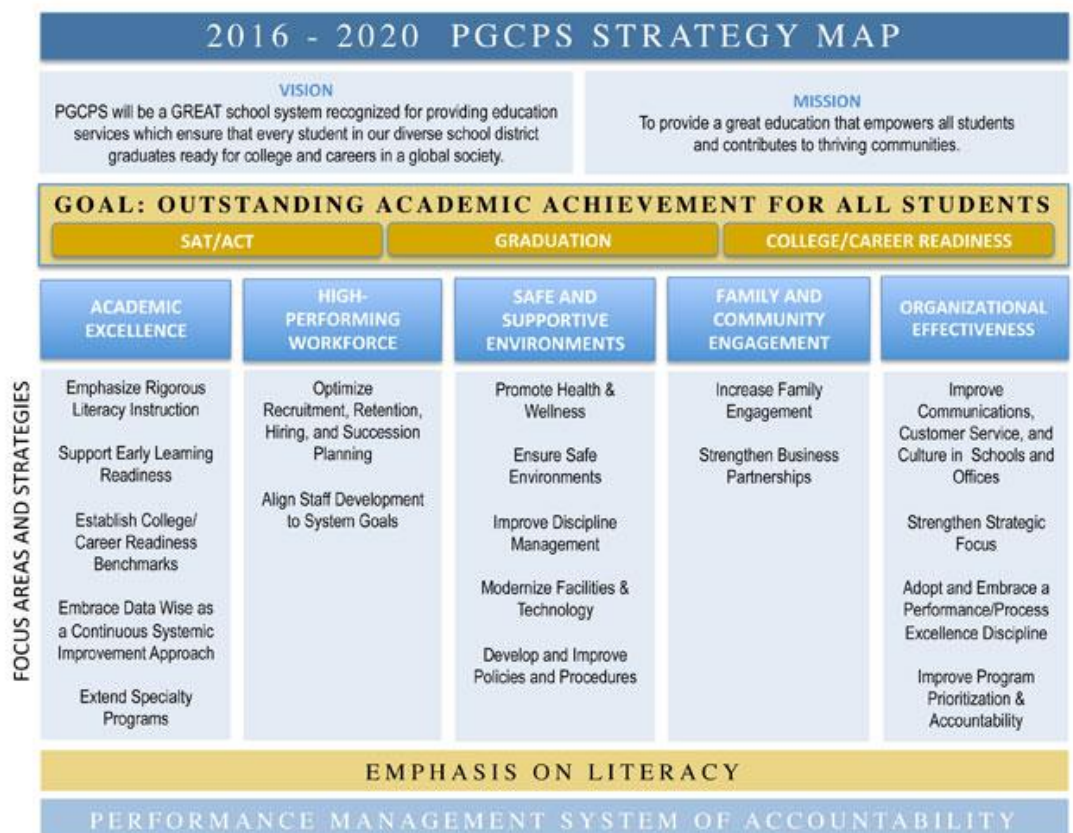 2016 - 2020 PGCPS STRATEGY MAP
VISION
PGCPS will be a GREAT school system recognized for providing education
services which ensure that every student in our diverse school district
graduates ready for college and careers in a global society.
MISSION
To provide a great education that empowers all students
and contributes to thriving communities.
GOAL: OUTSTANDING ACADEMIC ACHIEVEMENT FOR ALL STUDENTS
SAT/ACT
GRADUATION
COLLEGE/CAREER READINESS
FOCUS AREAS AND STRATEGIES
ACADEMIC
EXCELLENCE
Emphasize Rigorous
Literacy Instruction
Support Early Learning
Readiness
Establish College/
Career Readiness
Benchmarks
Embrace Data Wise as
a Continuous Systemic
Improvement Approach
Extend Specialty
Programs
HIGH-
PERFORMING
WORKFORCE
Optimize
Recruitment, Retention,
Hiring, and Succession
Planning
Align Staff Development
to System Goals
SAFE AND
SUPPORTIVE
ENVIRONMENTS
Promote Health &
Wellness
Ensure Safe
Environments
Improve Discipline
Management
Modernize Facilities &
Technology
Develop and Improve
Policies and Procedures
FAMILY AND
COMMUNITY
ENGAGEMENT
Increase Family
Engagement
Strengthen Business
Partnerships
ORGANIZATIONAL
EFFECTIVENESS
Improve
Communications,
Customer Service, and
Culture in Schools and
Offices
Strengthen Strategic
Focus
Adopt and Embrace a
Performance/Process
Excellence Discipline
Improve Program
Prioritization &
Accountability
EMPHASIS ON LITERACY
PERFORMANCE MANAGEMENT SYSTEM OF ACCOUNTABILITY